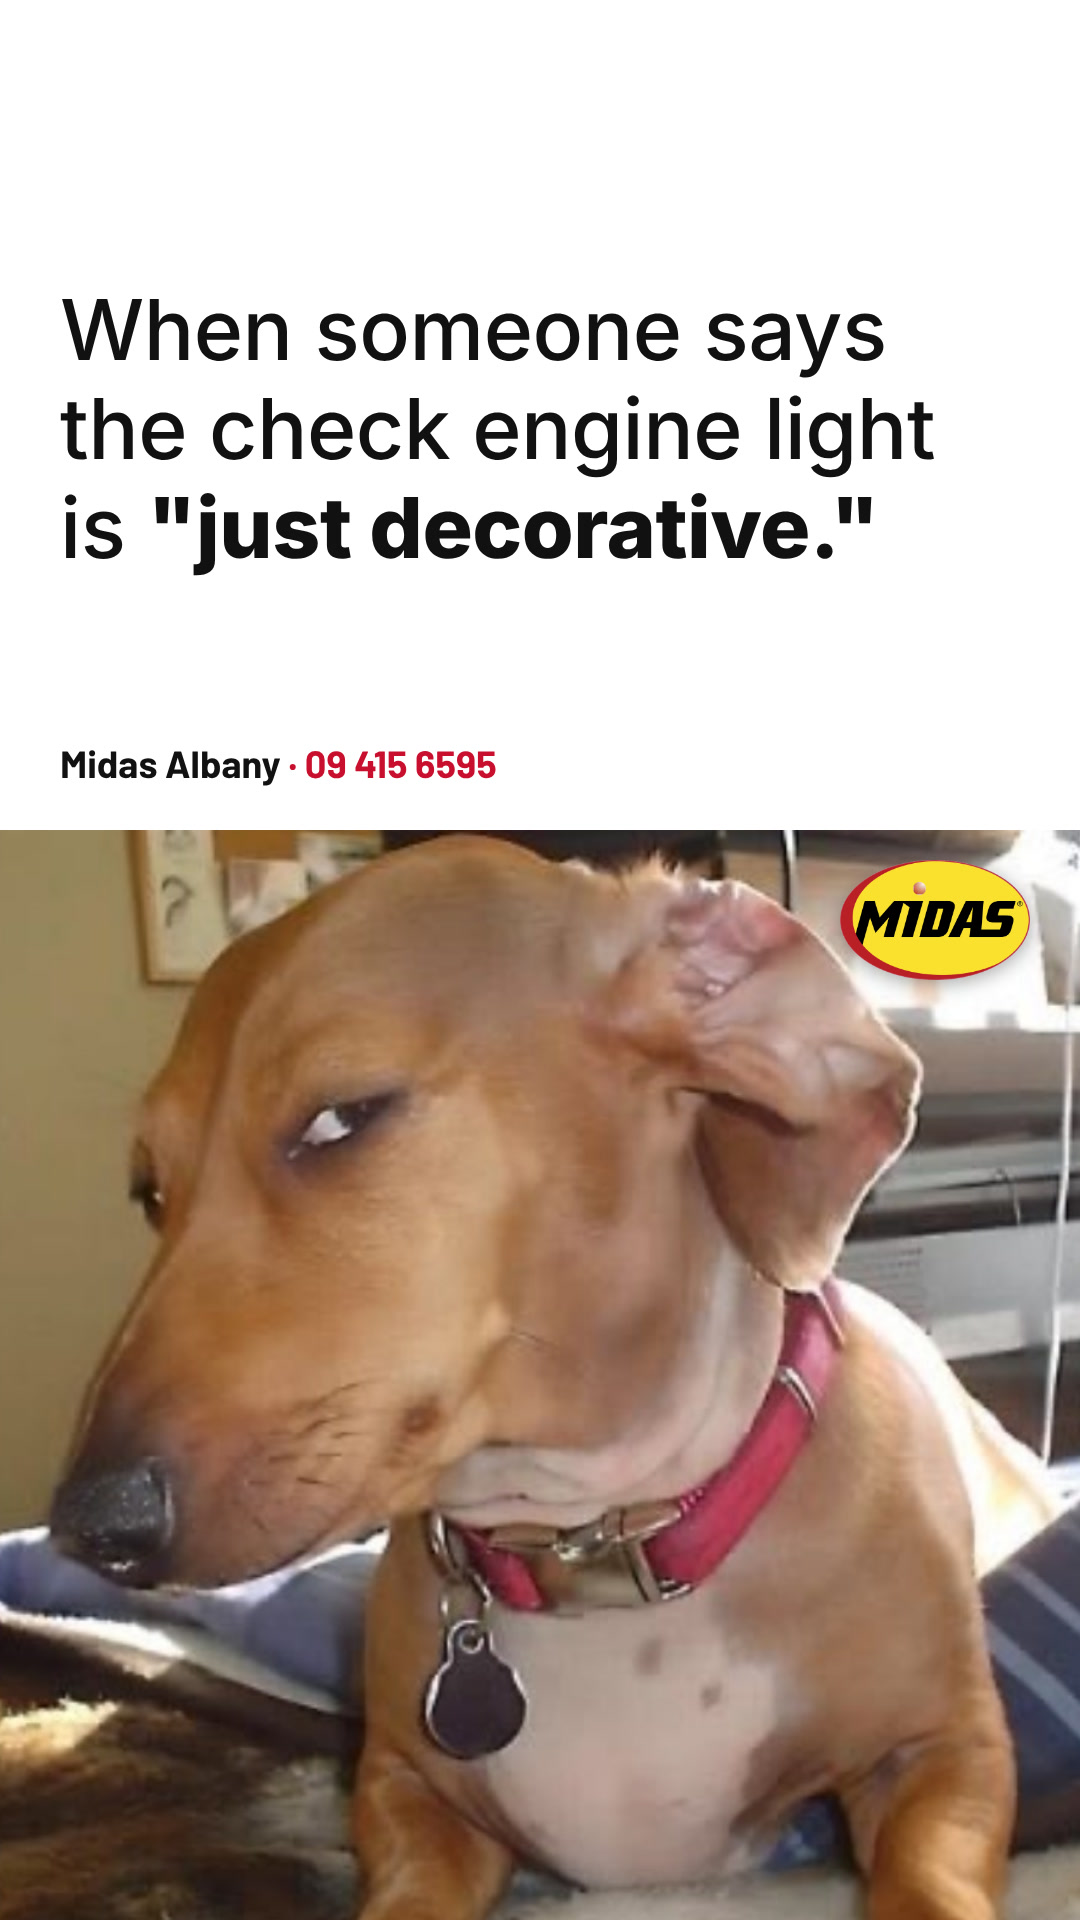 When someone says
the check engine light
is "just decorative."
Midas Albany · 09 415 6595
?
MIDAS®